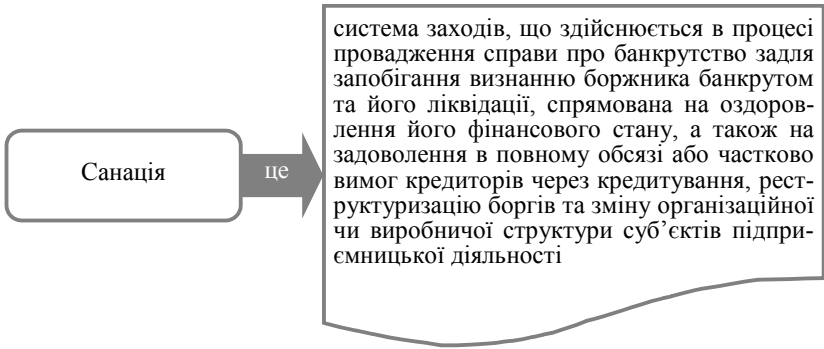 Санація
це
система заходів, що здійснюється в процесі
провадження справи про банкрутство задля
запобігання визнанню боржника банкрутом
та його ліквідації, спрямована на оздоров-
лення його фінансового стану, а також на
задоволення в повному обсязі або частково
вимог кредиторів через кредитування, рест-
руктуризацію боргів та зміну організаційної
чи виробничої структури суб’єктів підпри-
ємницької діяльності